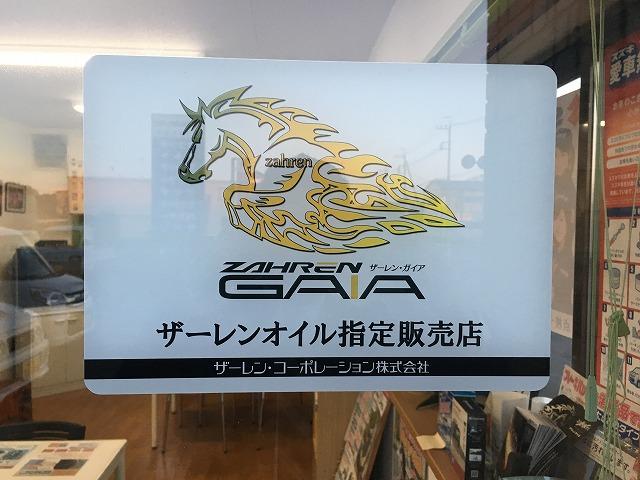 zahren
ZAHREN ザーレン・ガイア
GAIA
ザーレンオイル指定販売店
ザーレン・コーポレーション株式会社
愛車